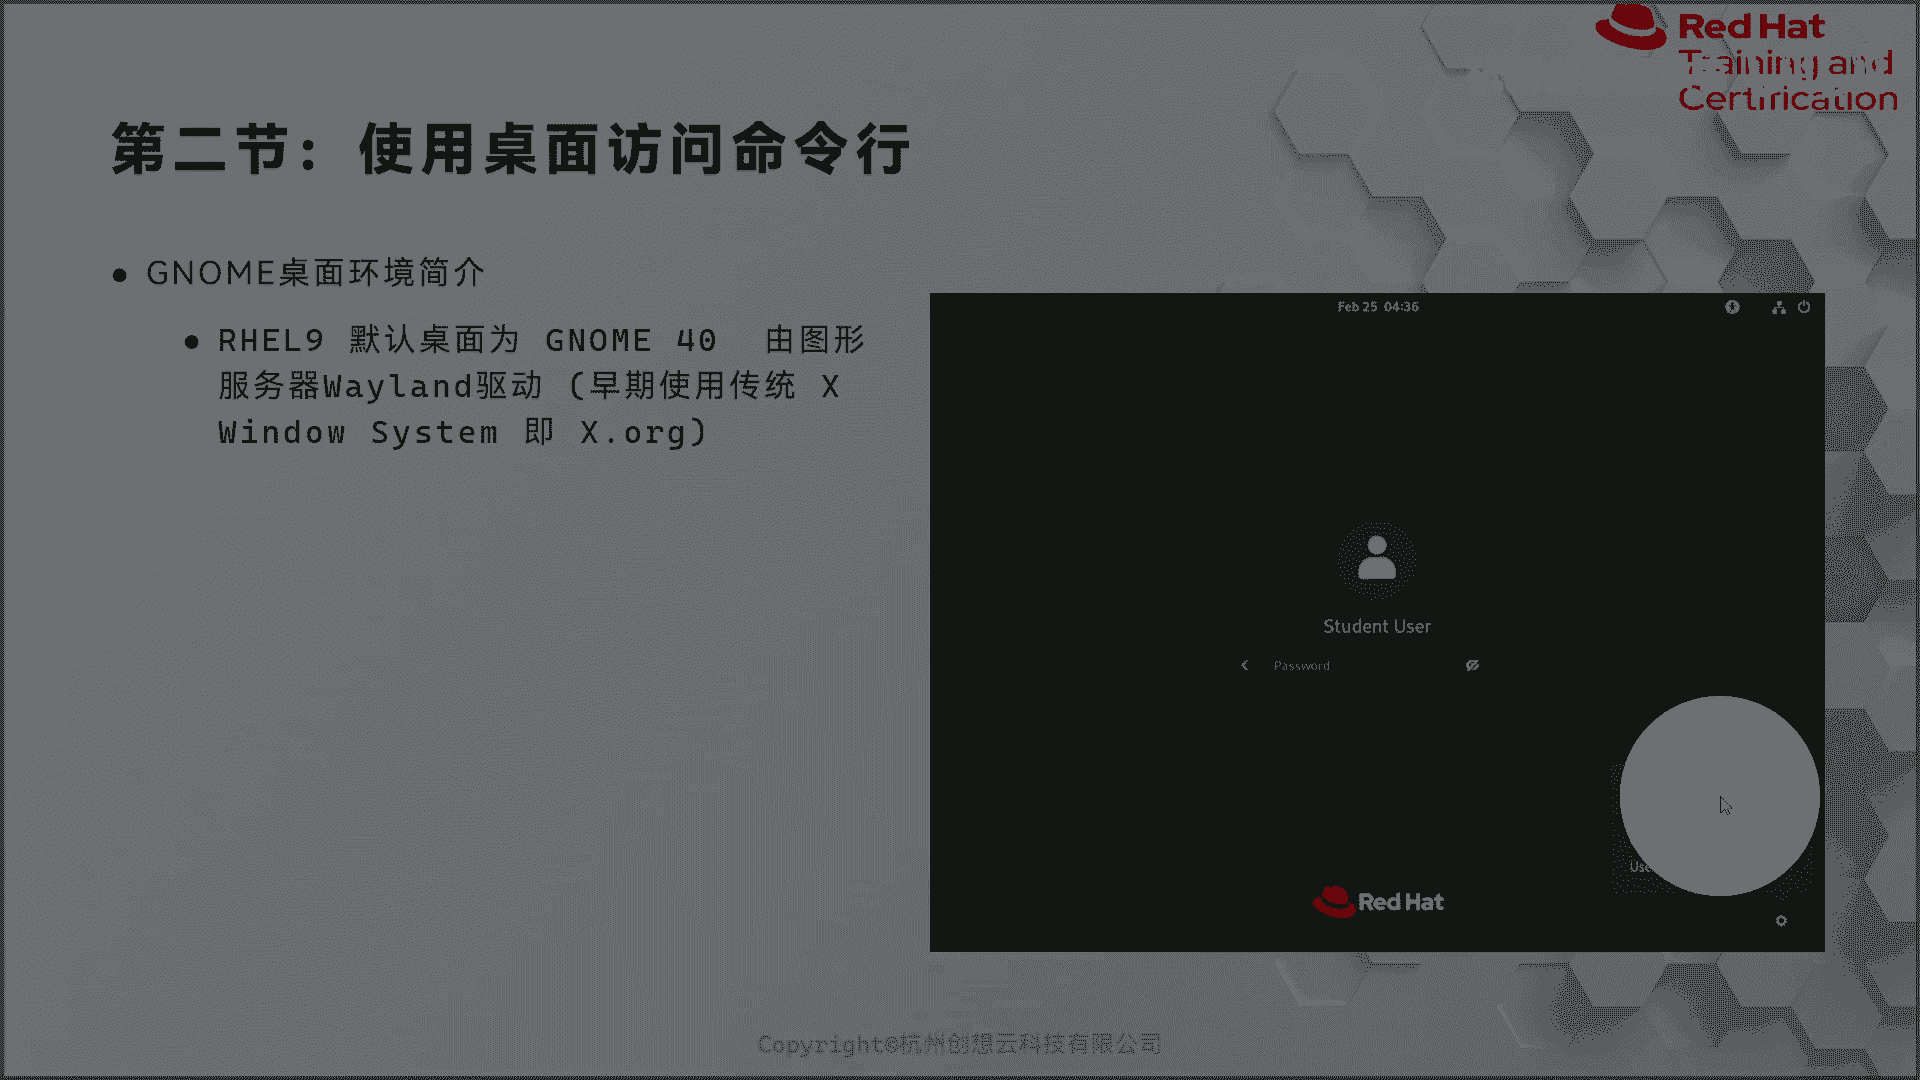 Red Hat
Training and
Certification
第二节：使用桌面访问命令行
GNOME桌面环境简介
RHEL9 默认桌面为 GNOME 40 由图形
服务器Wayland驱动 (早期使用传统 X
Window System 即 X.org)
Feb 25 04:36
Student User
Password
Use
Red Hat
Copyright©杭州创想云科技有限公司